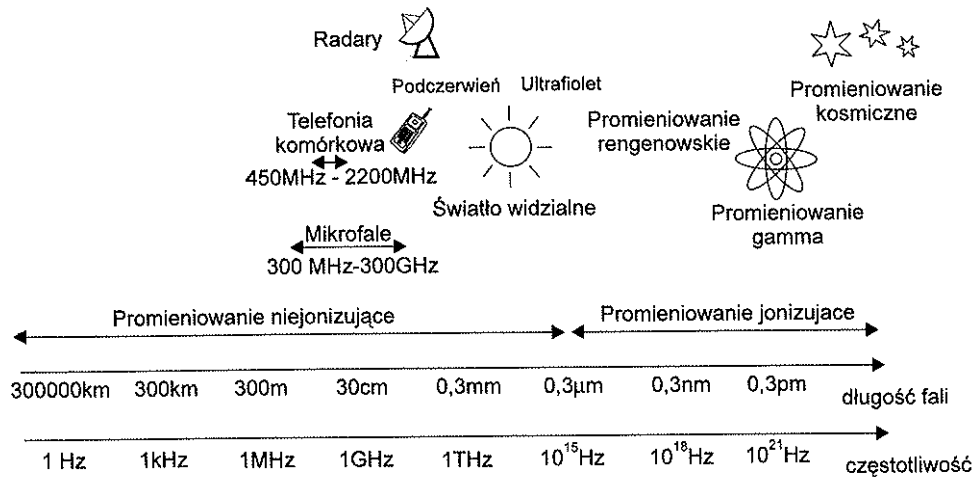 Radary
Podczerwień Ultrafiolet
Telefonia
komórkowa
450MHz - 2200MHz
Światło widzialne
Promieniowanie
rengenowskie
Promieniowanie
kosmiczne
Promieniowanie
gamma
Mikrofale
300 MHz-300GHz
Promieniowanie niejonizujące Promieniowanie jonizujace
300000km 300km 300m 30cm 0,3mm 0,3µm 0,3nm 0,3pm długość fali
1 Hz 1kHz 1MHz 1GHz 1THz 10¹⁵Hz 10¹⁸Hz 10²¹Hz częstotliwość